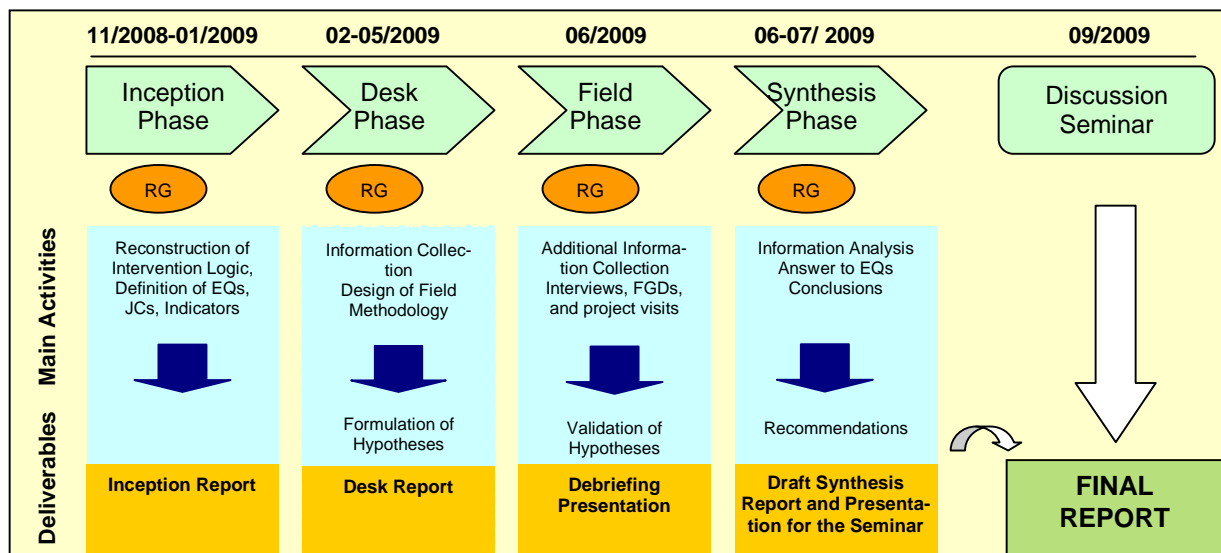 11/2008-01/2009
02-05/2009
06/2009
06-07/ 2009
09/2009
Inception
Phase
Desk
Phase
Field
Phase
Synthesis
Phase
Discussion
Seminar
RG
RG
RG
RG
Main Activities
Reconstruction of
Intervention Logic,
Definition of EQs,
JCs, Indicators
Information Collec-
tion
Design of Field
Methodology
Additional Informa-
tion Collection
Interviews, FGDs,
and project visits
Information Analysis
Answer to EQs
Conclusions
Formulation of
Hypotheses
Validation of
Hypotheses
Recommendations
Deliverables
Inception Report
Desk Report
Debriefing
Presentation
Draft Synthesis
Report and Presenta-
tion for the Seminar
FINAL
REPORT